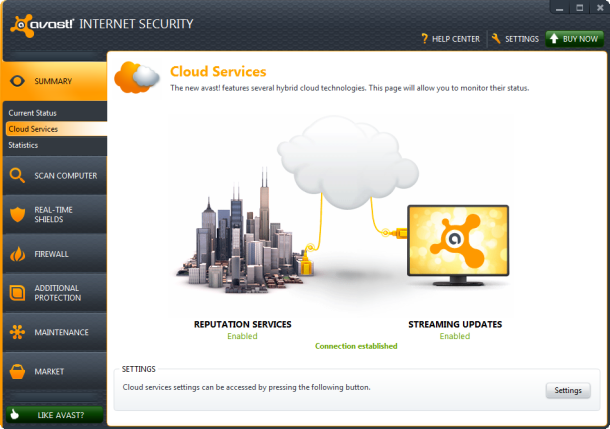 avast! INTERNET SECURITY
HELP CENTER
SETTINGS
BUY NOW
SUMMARY
Current Status
Cloud Services
Statistics
SCAN COMPUTER
REAL-TIME
SHIELDS
FIREWALL
ADDITIONAL
PROTECTION
MAINTENANCE
MARKET
LIKE AVAST?
Cloud Services
The new avast! features several hybrid cloud technologies. This page will allow you to monitor their status.
REPUTATION SERVICES
Enabled
STREAMING UPDATES
Enabled
Connection established
SETTINGS
Cloud services settings can be accessed by pressing the following button.
Settings